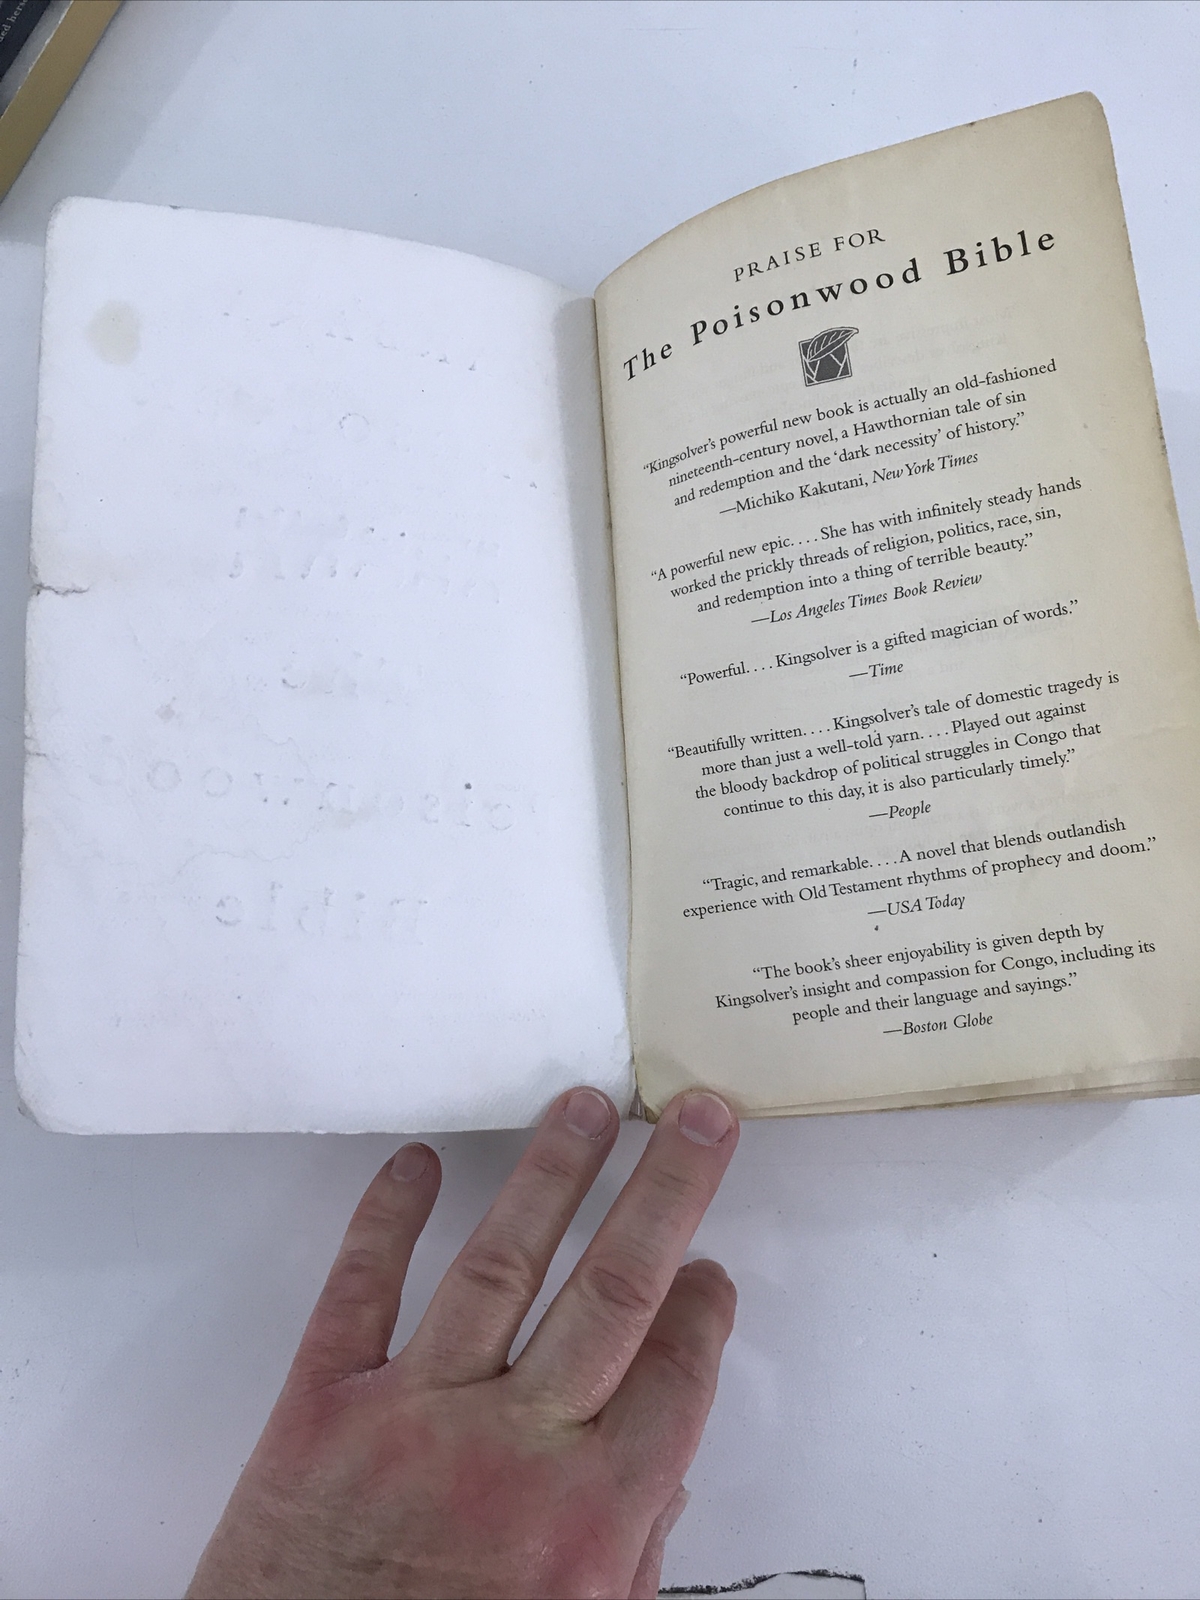 PRAISE FOR
The Poisonwood Bible
“Kingsolver’s powerful new book is actually an old-fashioned
nineteenth-century novel, a Hawthornian tale of sin
and redemption and the ‘dark necessity’ of history.”
—Michiko Kakutani, New York Times
“A powerful new epic. . . . She has with infinitely steady hands
worked the prickly threads of religion, politics, race, sin,
and redemption into a thing of terrible beauty.”
—Los Angeles Times Book Review
“Powerful. . . . Kingsolver is a gifted magician of words.”
—Time
“Beautifully written. . . . Kingsolver’s tale of domestic tragedy is
more than just a well-told yarn. . . . Played out against
the bloody backdrop of political struggles in Congo that
continue to this day, it is also particularly timely.”
—People
“Tragic, and remarkable. . . . A novel that blends outlandish
experience with Old Testament rhythms of prophecy and doom.”
—USA Today
“The book’s sheer enjoyability is given depth by
Kingsolver’s insight and compassion for Congo, including its
people and their language and sayings.”
—Boston Globe